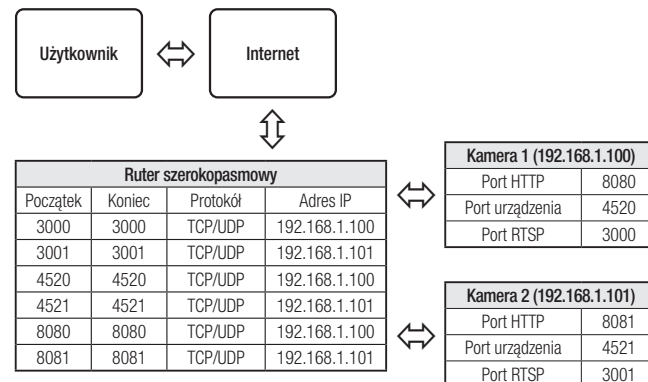 Użytkownik
Internet
Ruter szerokopasmowy
Początek Koniec Protokół Adres IP
3000 3000 TCP/UDP 192.168.1.100
3001 3001 TCP/UDP 192.168.1.101
4520 4520 TCP/UDP 192.168.1.100
4521 4521 TCP/UDP 192.168.1.101
8080 8080 TCP/UDP 192.168.1.100
8081 8081 TCP/UDP 192.168.1.101
Kamera 1 (192.168.1.100)
Port HTTP 8080
Port urządzenia 4520
Port RTSP 3000
Kamera 2 (192.168.1.101)
Port HTTP 8081
Port urządzenia 4521
Port RTSP 3001